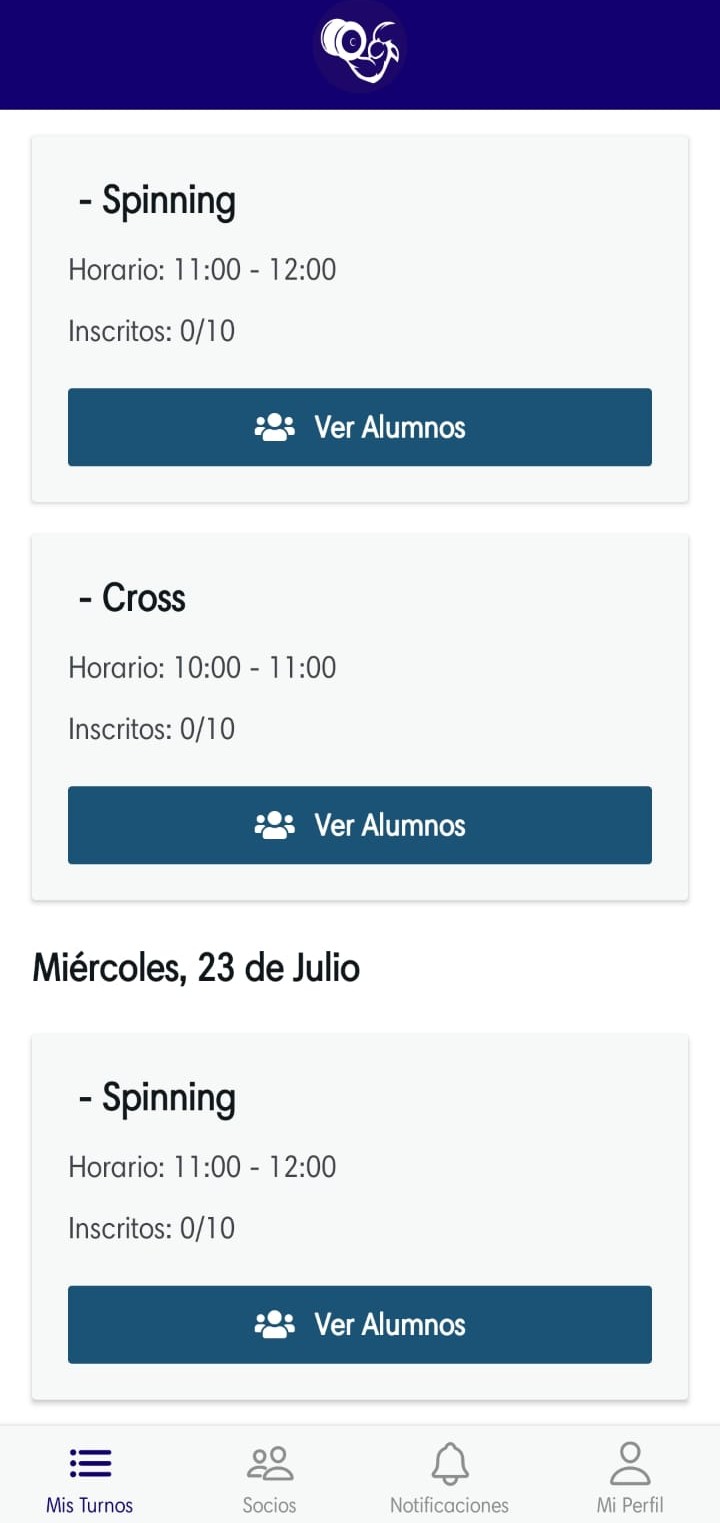 - Spinning
Horario: 11:00 - 12:00
Inscritos: 0/10
Ver Alumnos
- Cross
Horario: 10:00 - 11:00
Inscritos: 0/10
Ver Alumnos
Miércoles, 23 de Julio
- Spinning
Horario: 11:00 - 12:00
Inscritos: 0/10
Ver Alumnos
Mis Turnos
Socios
Notificaciones
Mi Perfil